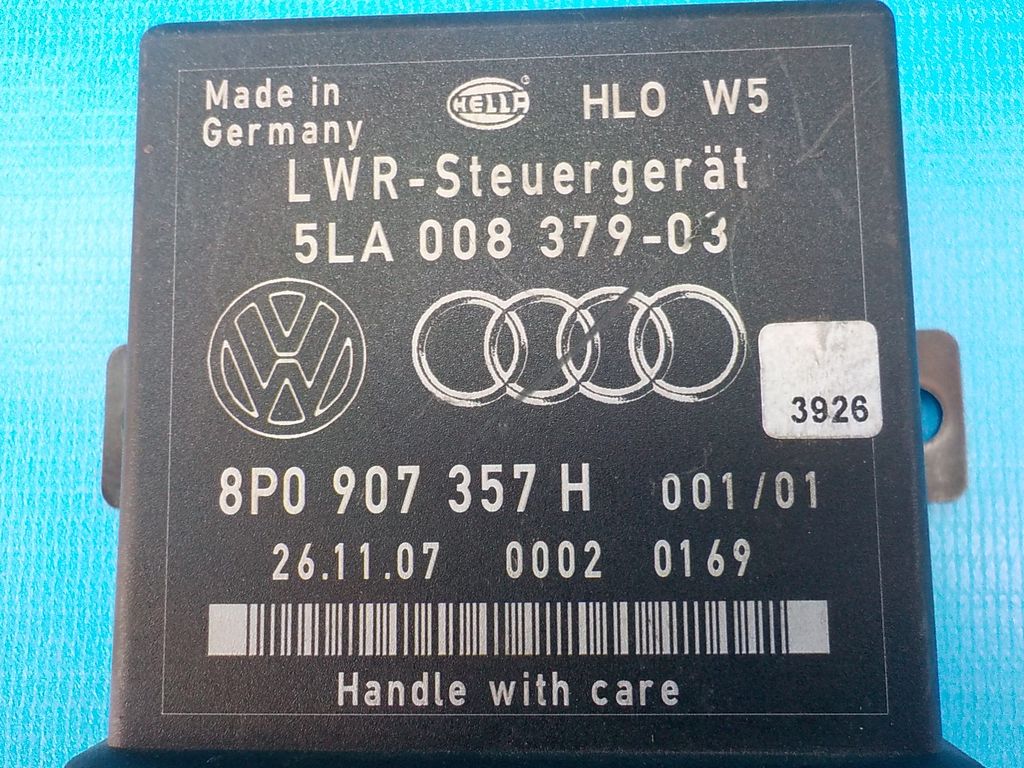 Made in
Germany
HELLA
HLO W5
LWR-Steuergerät
5LA 008 379-03
3926
8P0 907 357 H 001/01
26.11.07 0002 0169
Handle with care